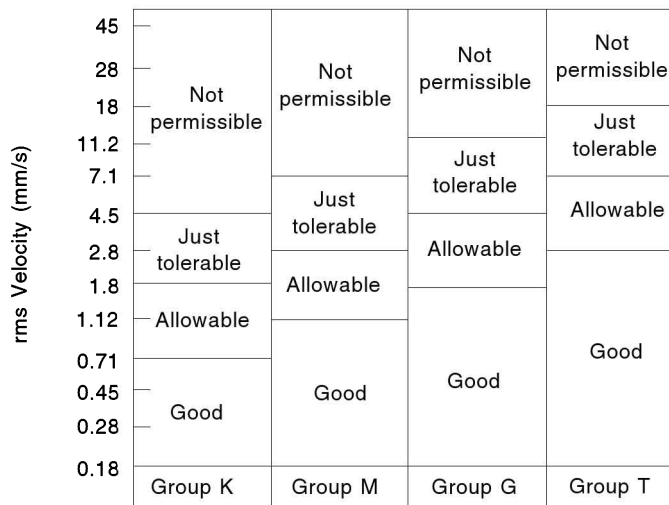 rms Velocity (mm/s)
45
28
18
11.2
7.1
4.5
2.8
1.8
1.12
0.71
0.45
0.28
0.18
Not
permissible
Just
tolerable
Allowable
Good
Group K
Not
permissible
Just
tolerable
Allowable
Good
Group M
Not
permissible
Just
tolerable
Allowable
Good
Group G
Not
permissible
Just
tolerable
Allowable
Good
Group T